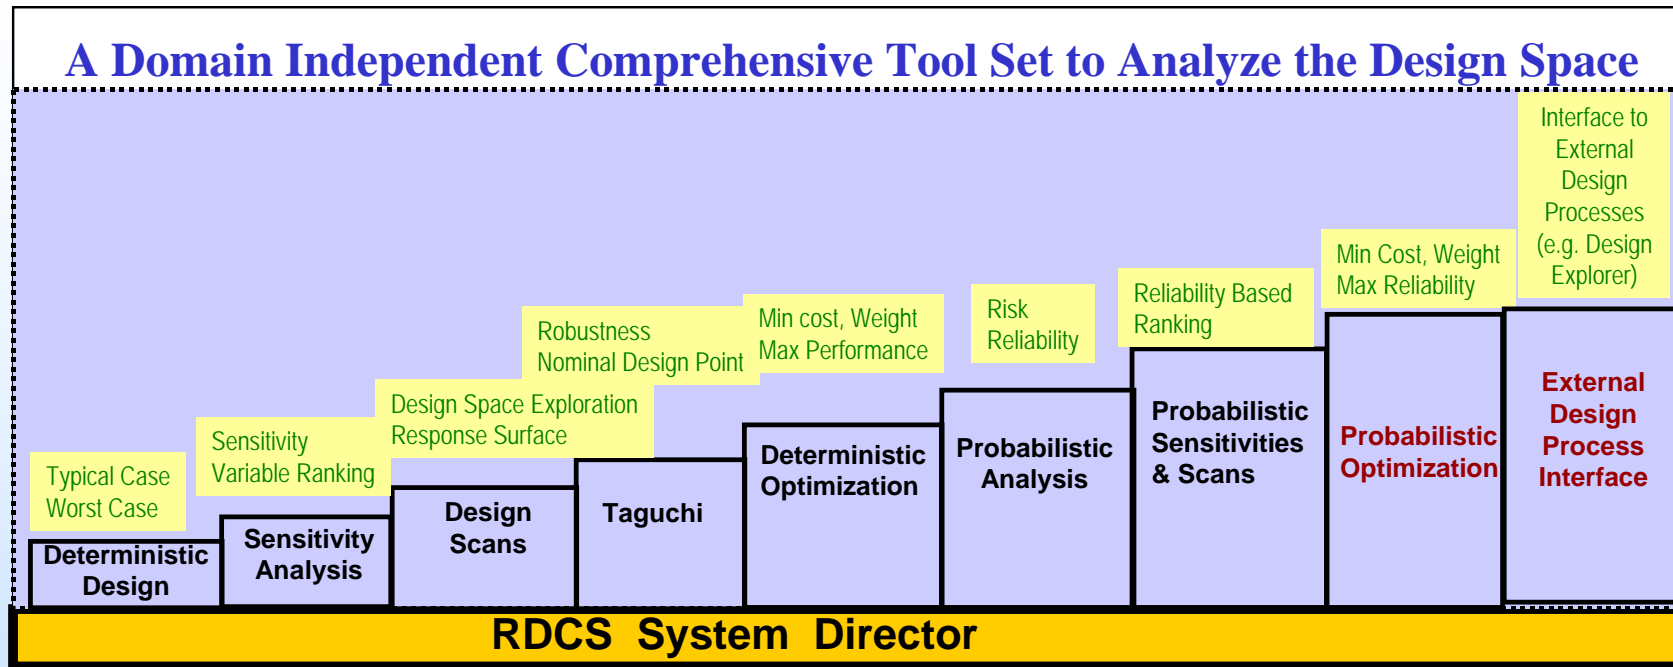 A Domain Independent Comprehensive Tool Set to Analyze the Design Space
Typical Case
Worst Case
Deterministic
Design
Sensitivity
Variable Ranking
Sensitivity
Analysis
Design Space Exploration
Response Surface
Design
Scans
Robustness
Nominal Design Point
Taguchi
Min cost, Weight
Max Performance
Deterministic
Optimization
Risk
Reliability
Probabilistic
Analysis
Reliability Based
Ranking
Probabilistic
Sensitivities
& Scans
Min Cost, Weight
Max Reliability
Probabilistic
Optimization
Interface to
External
Design
Processes
(e.g. Design
Explorer)
External
Design
Process
Interface
RDCS System Director